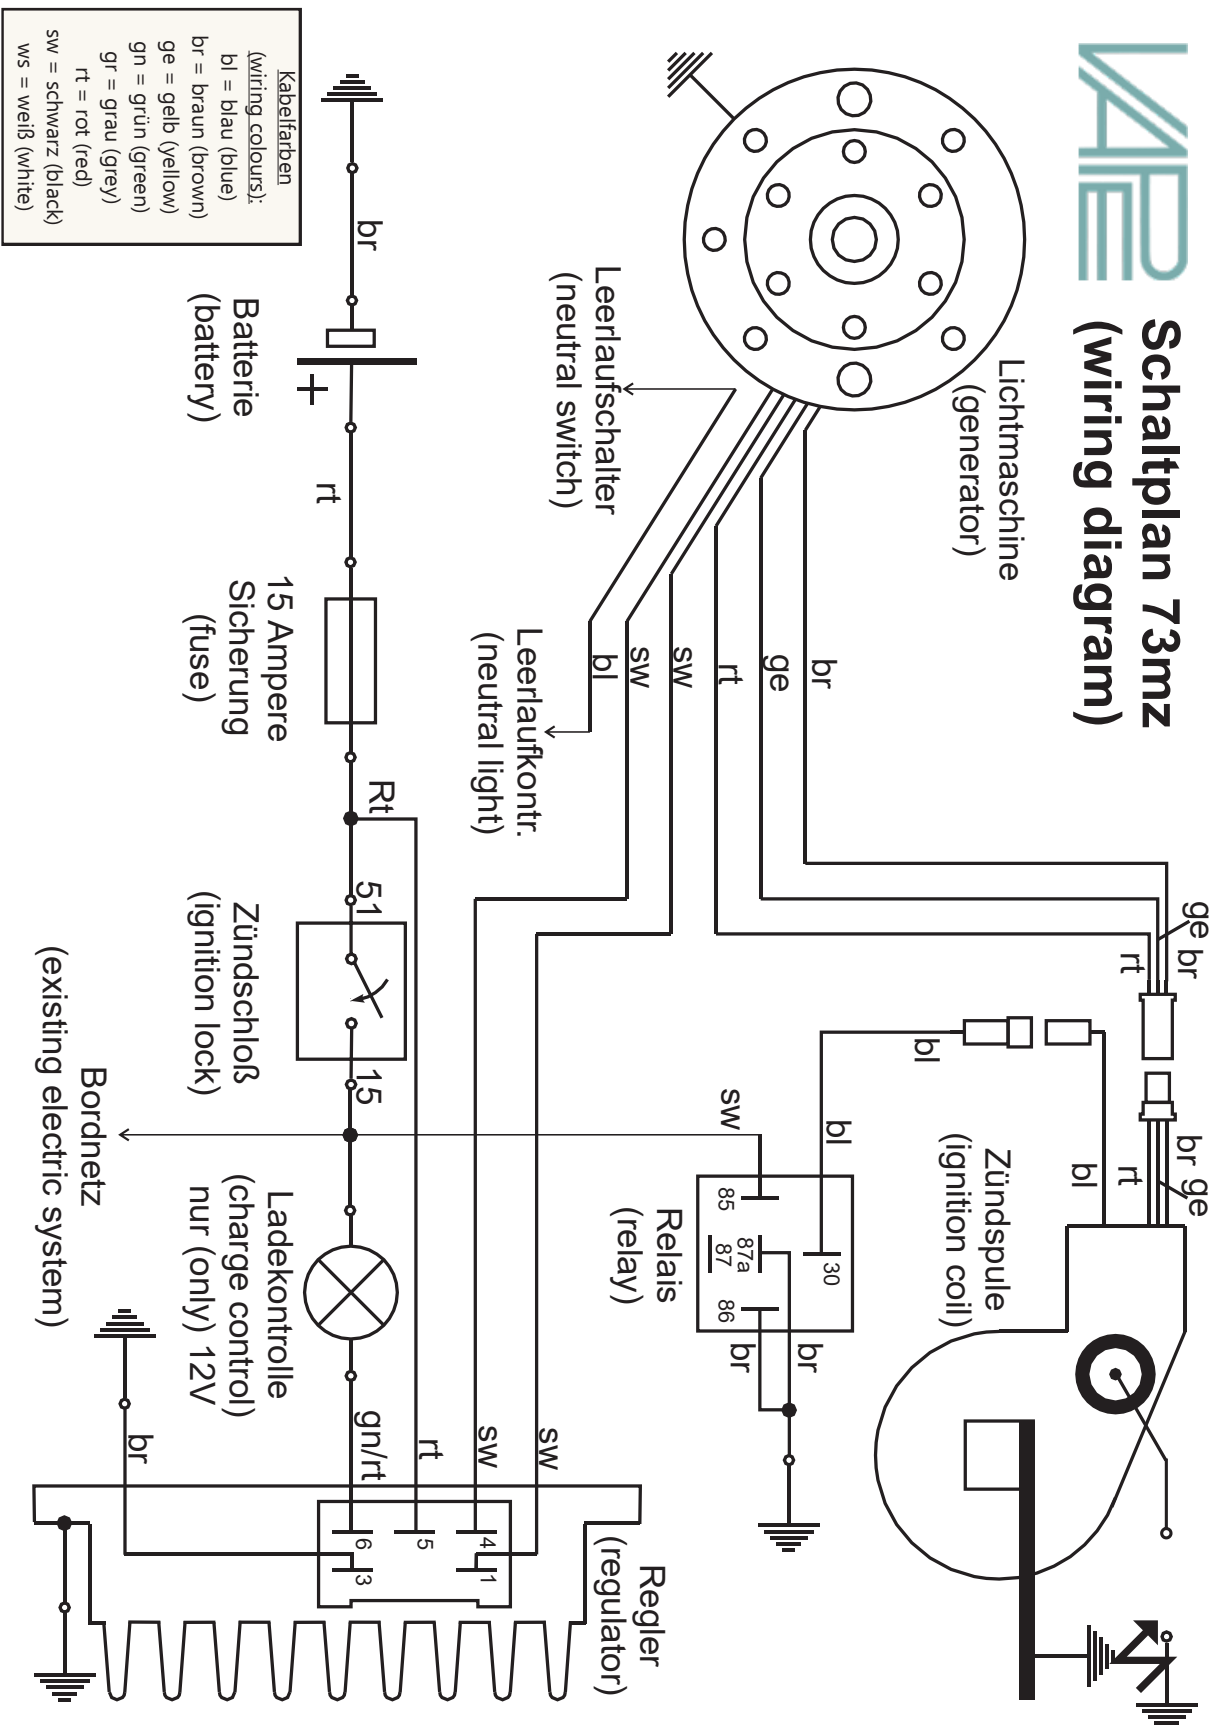 VAPE
Schaltplan 73mz
(wiring diagram)
Lichtmaschine
(generator)
Leerlaufschalter
(neutral switch)
br
ge
rt
sw
sw
bl
Leerlaufkontr.
(neutral light)
ge
br
rt
bl
br
ge
rt
bl
Zündspule
(ignition coil)
bl
sw
30
85
87a
87
86
Relais
(relay)
br
br
br
Batterie
(battery)
+
rt
15 Ampere
Sicherung
(fuse)
Rt
51
Zündschloß
(ignition lock)
15
Bordnetz
(existing electric system)
Ladekontrolle
(charge control)
nur (only) 12V
sw
sw
rt
gn/rt
br
4
1
5
6
3
Regler
(regulator)
Kabelfarben
(wiring colours):
bl = blau (blue)
br = braun (brown)
ge = gelb (yellow)
gn = grün (green)
gr = grau (grey)
rt = rot (red)
sw = schwarz (black)
ws = weiß (white)